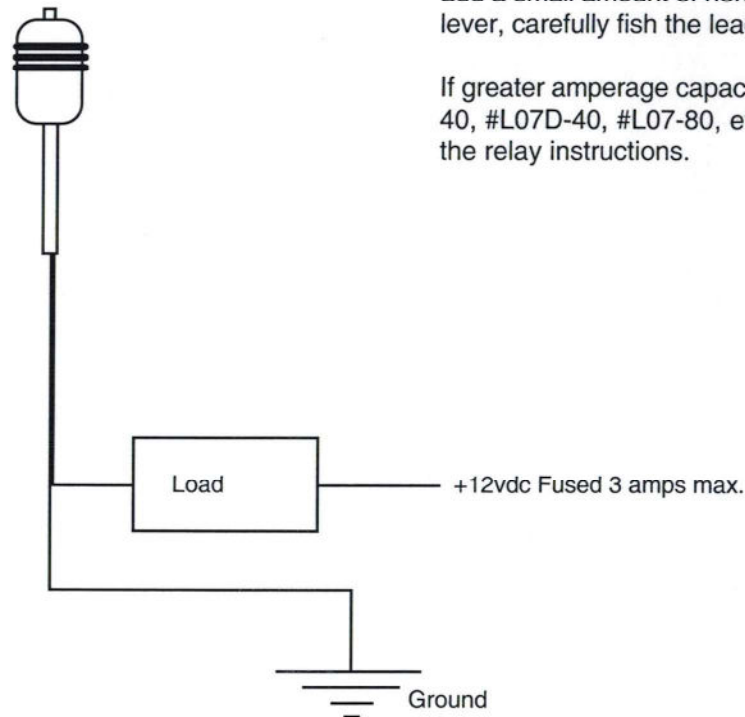 lever, carefully fish the lea
If greater amperage capac
40, #L07D-40, #L07-80, e
the relay instructions.
Load
+12vdc Fused 3 amps max.
Ground